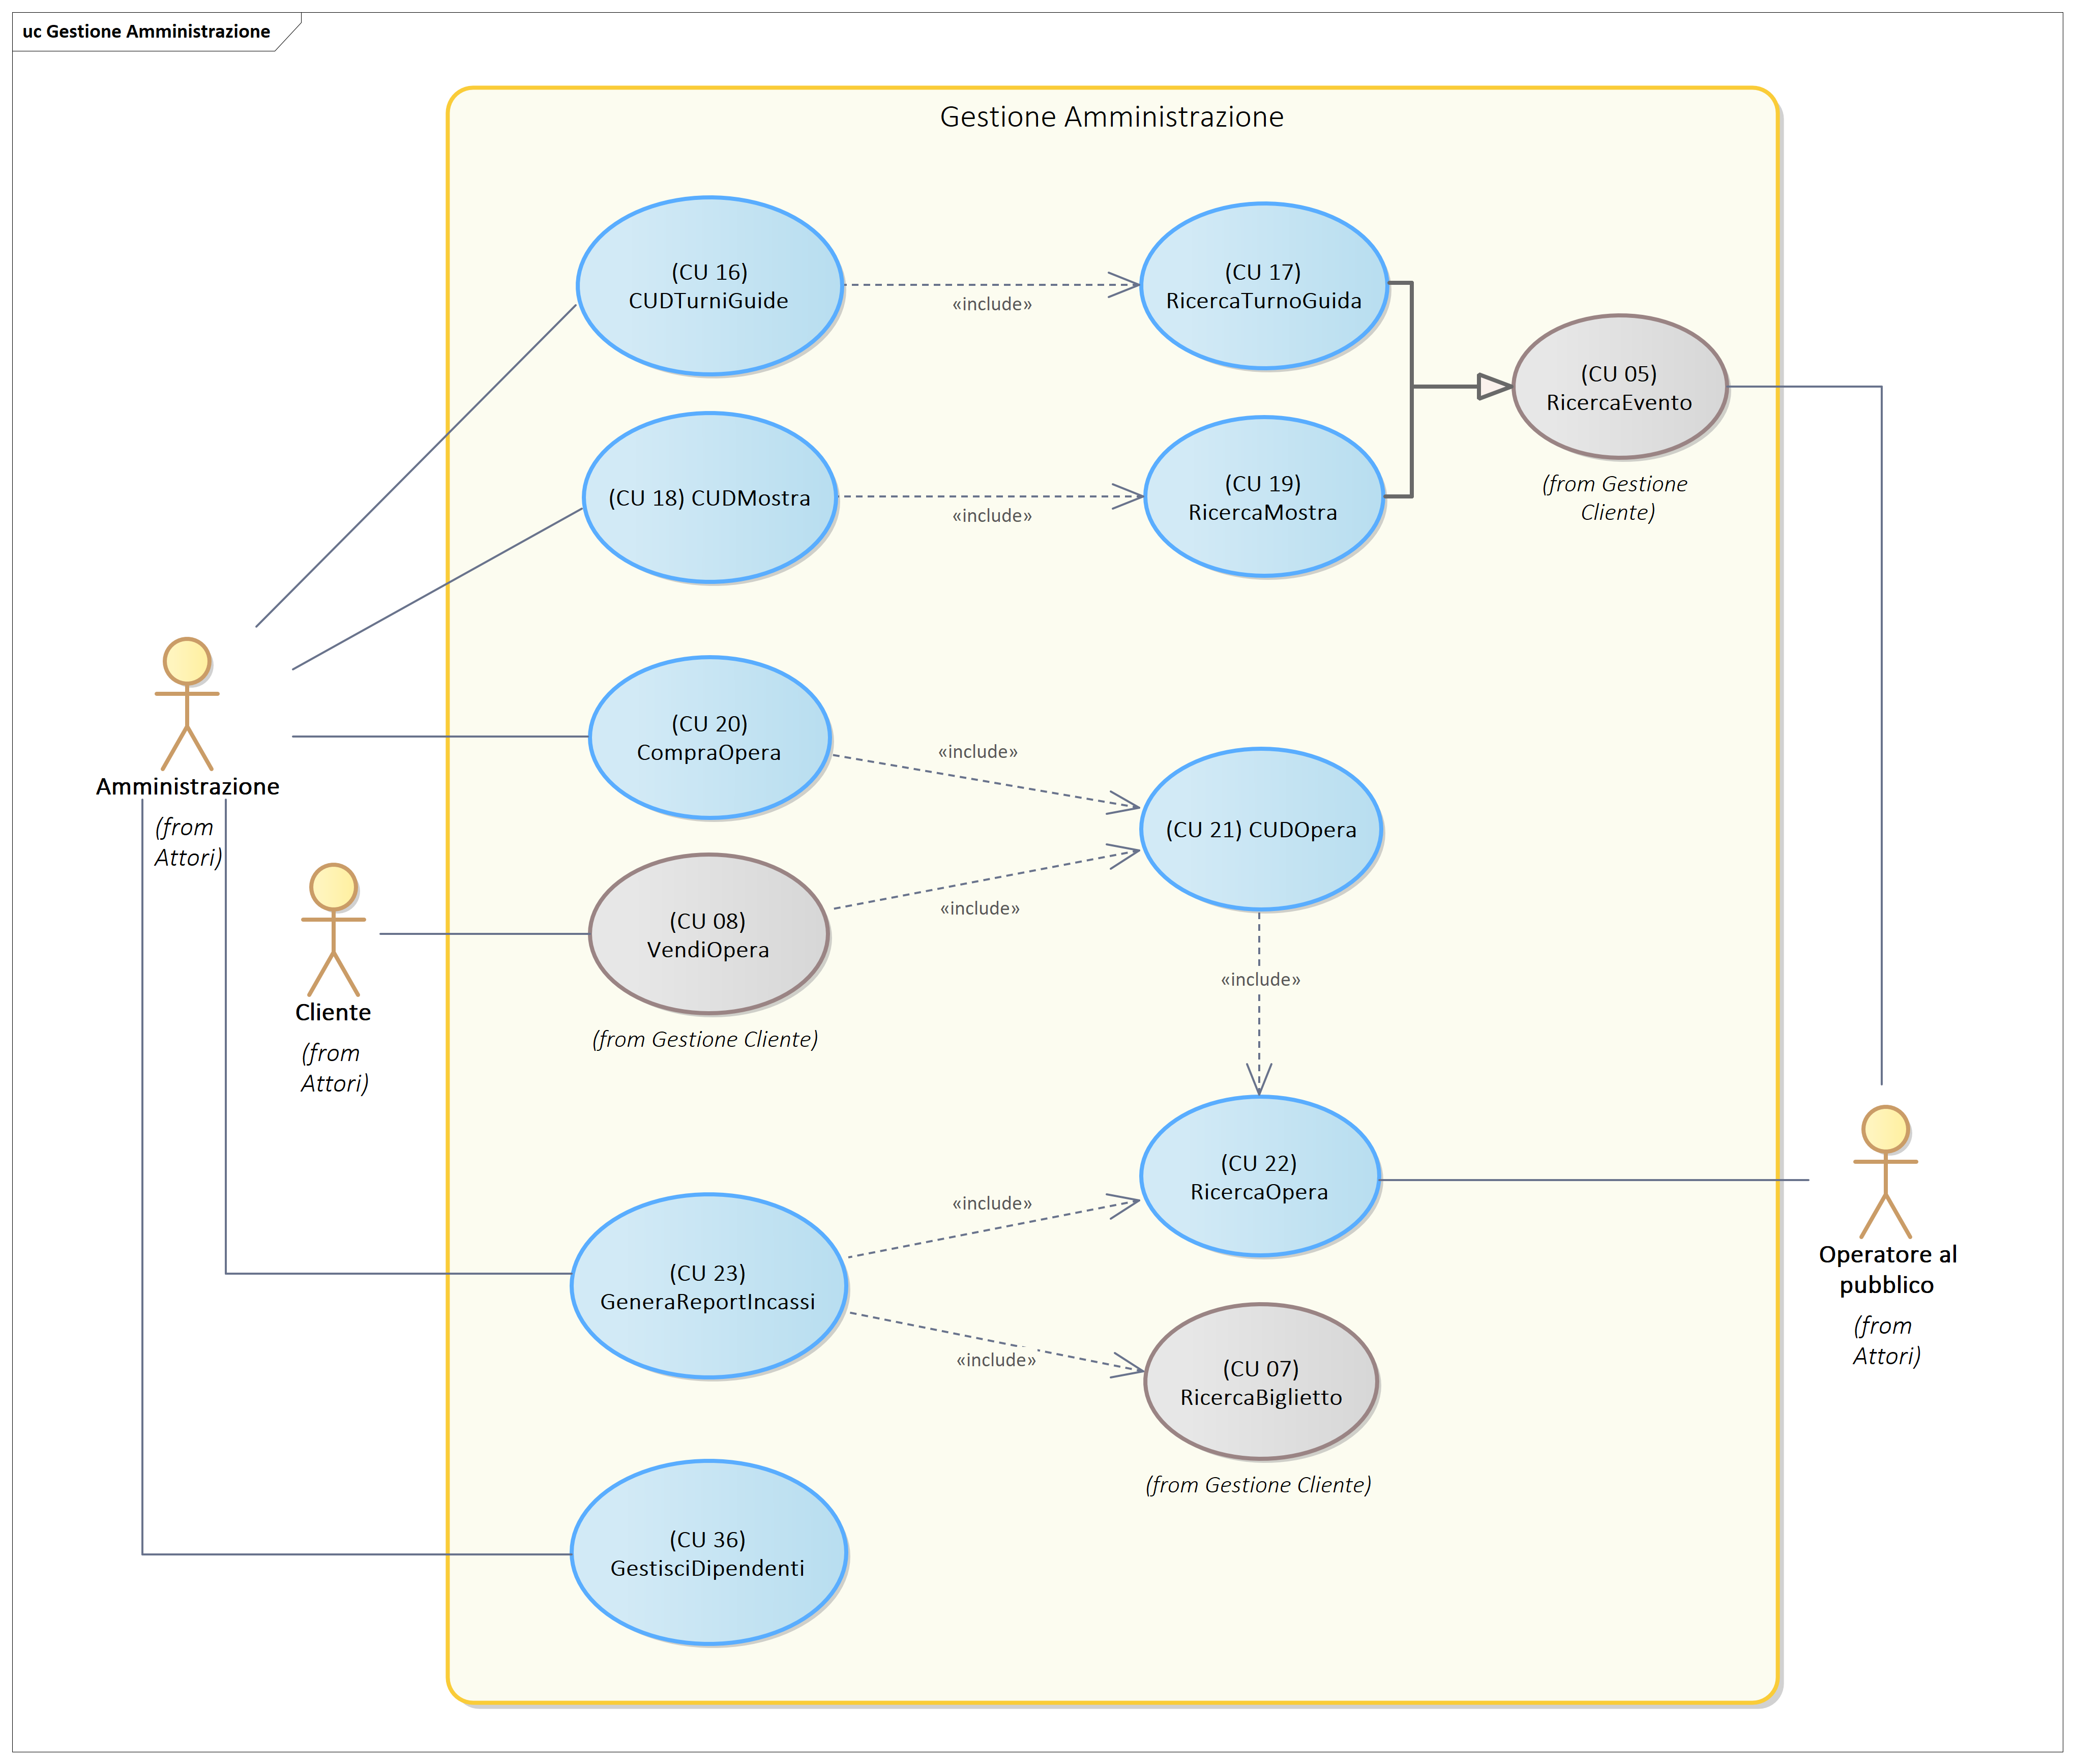 uc Gestione Amministrazione
Gestione Amministrazione
(CU 16)
CUDTurniGuide
«include»
(CU 17)
RicercaTurnoGuida
(CU 05)
RicercaEvento
(from Gestione
Cliente)
(CU 18) CUDMostra
«include»
(CU 19)
RicercaMostra
Amministrazione
(from
Attori)
(CU 20)
CompraOpera
«include»
(CU 21) CUDOpera
Cliente
(from
Attori)
(CU 08)
VendiOpera
(from Gestione Cliente)
«include»
«include»
(CU 22)
RicercaOpera
Operatore al
pubblico
(from
Attori)
(CU 23)
GeneraReportIncassi
«include»
«include»
(CU 07)
RicercaBiglietto
(from Gestione Cliente)
(CU 36)
GestisciDipendenti